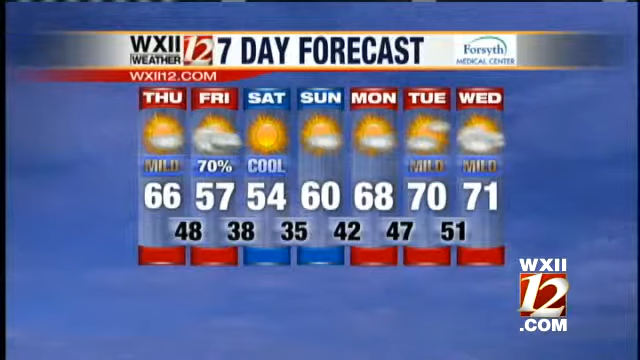 WXII 12 7 DAY FORECAST
WEATHER
Forsyth
MEDICAL CENTER
WXII12.COM
THU FRI SAT SUN MON TUE WED
MILD 70% COOL MILD MILD
66 57 54 60 68 70 71
48 38 35 42 47 51
WXII
12
.COM